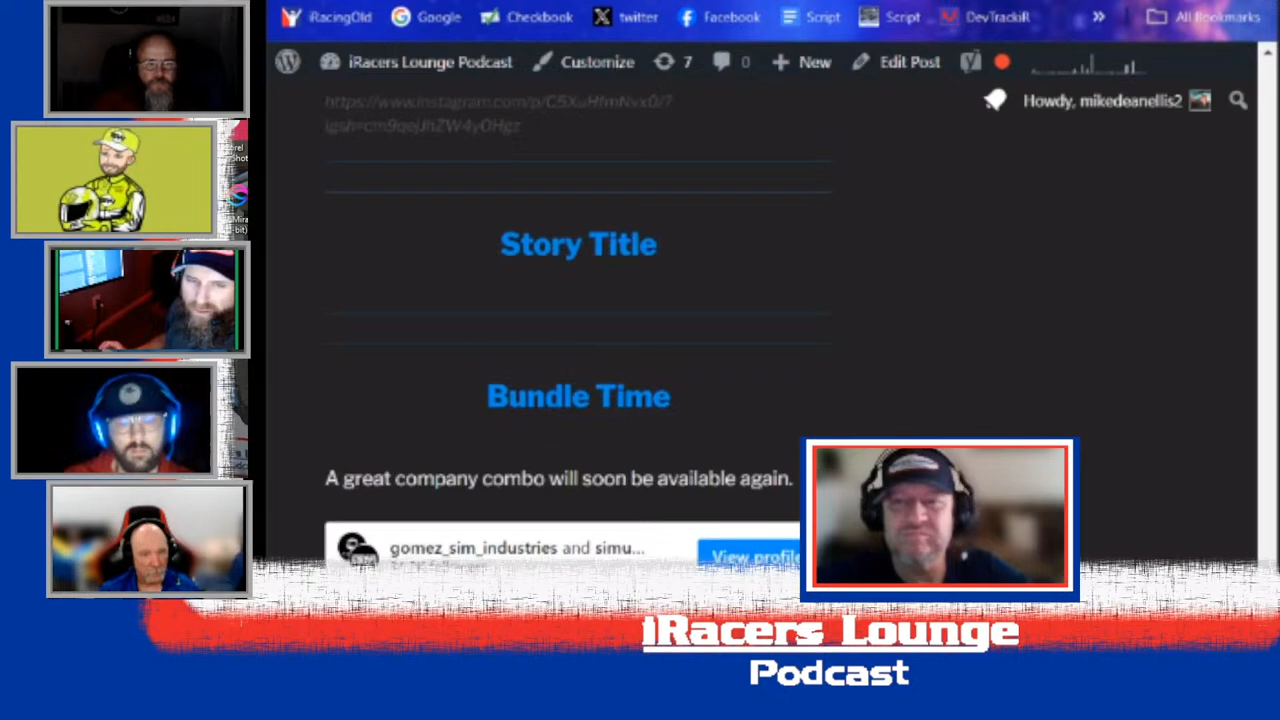 iRacingOld
Google
Checkbook
twitter
Facebook
Script
Script
DevTrackiR
»
All Bookmarks
iRacers Lounge Podcast
Customize
7
0
New
Edit Post
Howdy, mikedeanellis2
Story Title
Bundle Time
A great company combo will soon be available again.
gomez_sim_industries and simu...
View profile
iRacers Lounge
Podcast